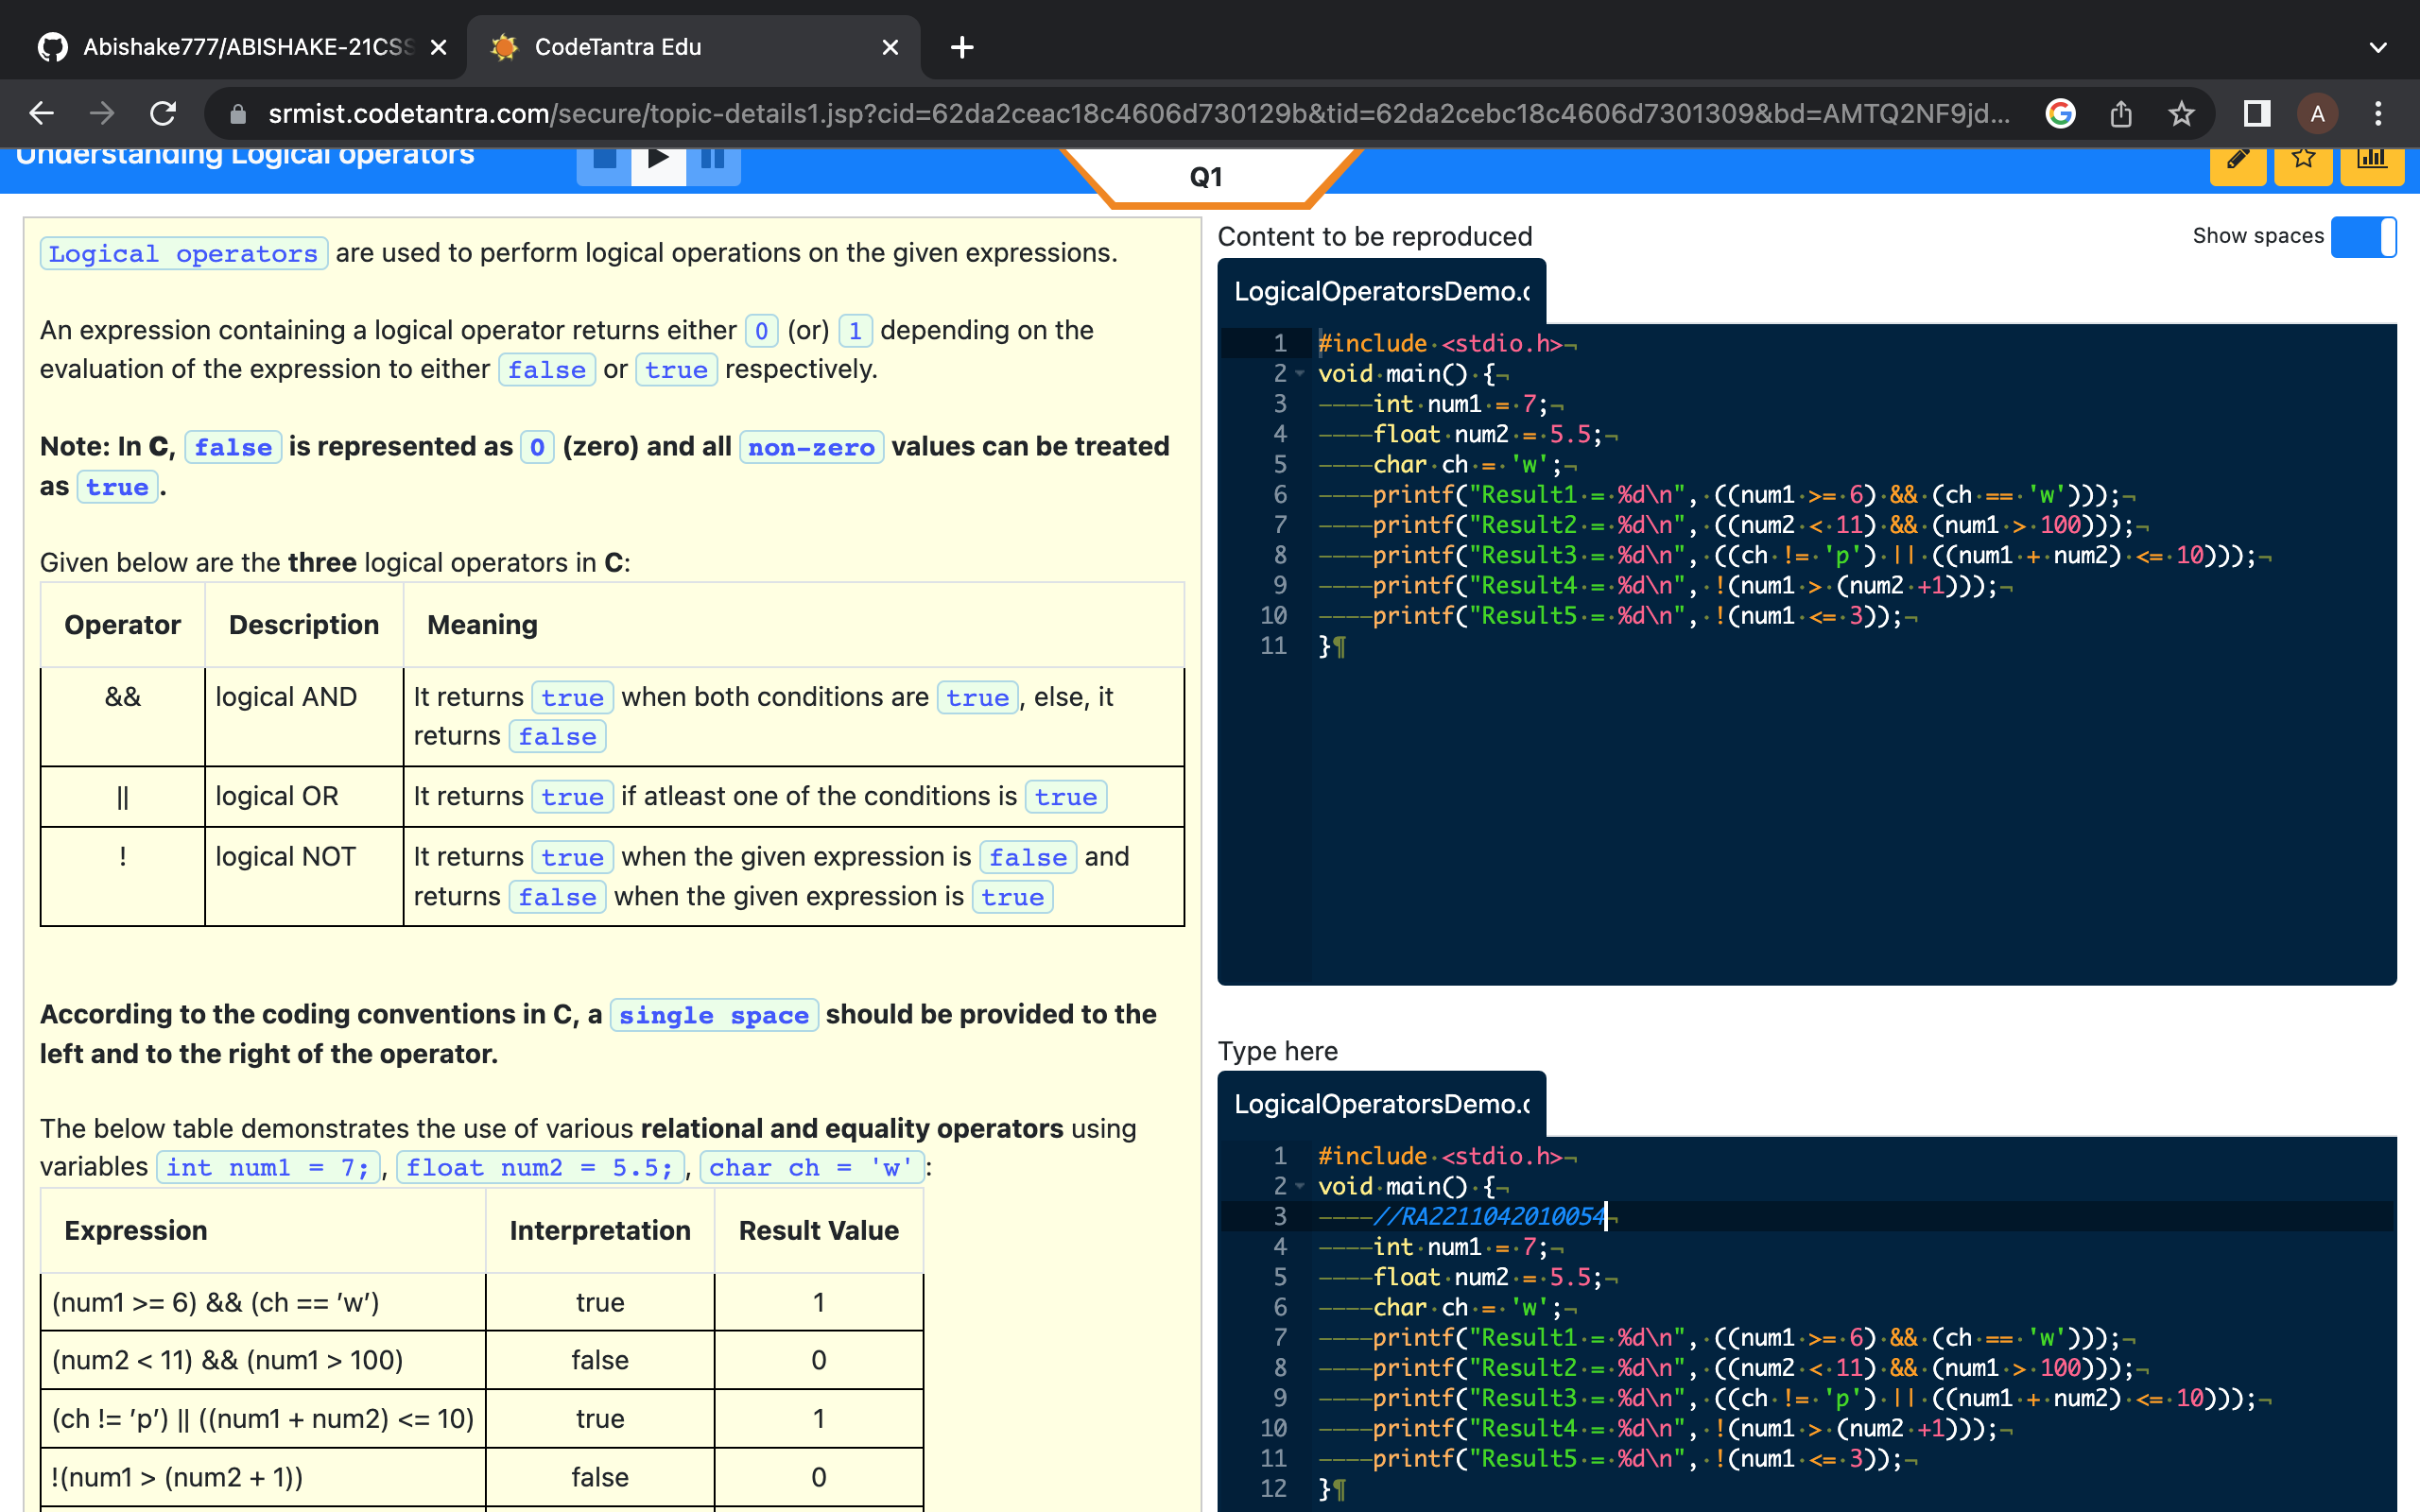 Abishake777/ABISHAKE-21CSS
CodeTantra Edu
srmist.codetantra.com/secure/topic-details1.jsp?cid=62da2ceac18c4606d730129b&tid=62da2cebc18c4606d7301309&bd=AMTQ2NF9jd...
A
Understanding Logical operators
Q1
Logical operators are used to perform logical operations on the given expressions.
An expression containing a logical operator returns either 0 (or) 1 depending on the
evaluation of the expression to either false or true respectively.
Note: In C, false is represented as 0 (zero) and all non-zero values can be treated
as true.
Given below are the three logical operators in C:
Operator Description Meaning
&& logical AND It returns true when both conditions are true, else, it
returns false
|| logical OR It returns true if atleast one of the conditions is true
! logical NOT It returns true when the given expression is false and
returns false when the given expression is true
According to the coding conventions in C, a single space should be provided to the
left and to the right of the operator.
The below table demonstrates the use of various relational and equality operators using
variables int num1 = 7;, float num2 = 5.5;, char ch = 'w':
Expression Interpretation Result Value
(num1 >= 6) && (ch == 'w') true 1
(num2 < 11) && (num1 > 100) false 0
(ch != 'p') || ((num1 + num2) <= 10) true 1
!(num1 > (num2 + 1)) false 0
Content to be reproduced
Show spaces
LogicalOperatorsDemo.c
1 #include·<stdio.h>¬
2 void·main()·{¬
3 ————int·num1·=·7;¬
4 ————float·num2·=·5.5;¬
5 ————char·ch·=·'w';¬
6 ————printf("Result1·=·%d\n",·((num1·>=·6)·&&·(ch·==·'w')));¬
7 ————printf("Result2·=·%d\n",·((num2·<·11)·&&·(num1·>·100)));¬
8 ————printf("Result3·=·%d\n",·((ch·!=·'p')·||·((num1·+·num2)·<=·10)));¬
9 ————printf("Result4·=·%d\n",·!(num1·>·(num2·+1)));¬
10 ————printf("Result5·=·%d\n",·!(num1·<=·3));¬
11 }¶
Type here
LogicalOperatorsDemo.c
1 #include·<stdio.h>¬
2 void·main()·{¬
3 ————//RA2211042010054¬
4 ————int·num1·=·7;¬
5 ————float·num2·=·5.5;¬
6 ————char·ch·=·'w';¬
7 ————printf("Result1·=·%d\n",·((num1·>=·6)·&&·(ch·==·'w')));¬
8 ————printf("Result2·=·%d\n",·((num2·<·11)·&&·(num1·>·100)));¬
9 ————printf("Result3·=·%d\n",·((ch·!=·'p')·||·((num1·+·num2)·<=·10)));¬
10 ————printf("Result4·=·%d\n",·!(num1·>·(num2·+1)));¬
11 ————printf("Result5·=·%d\n",·!(num1·<=·3));¬
12 }¶